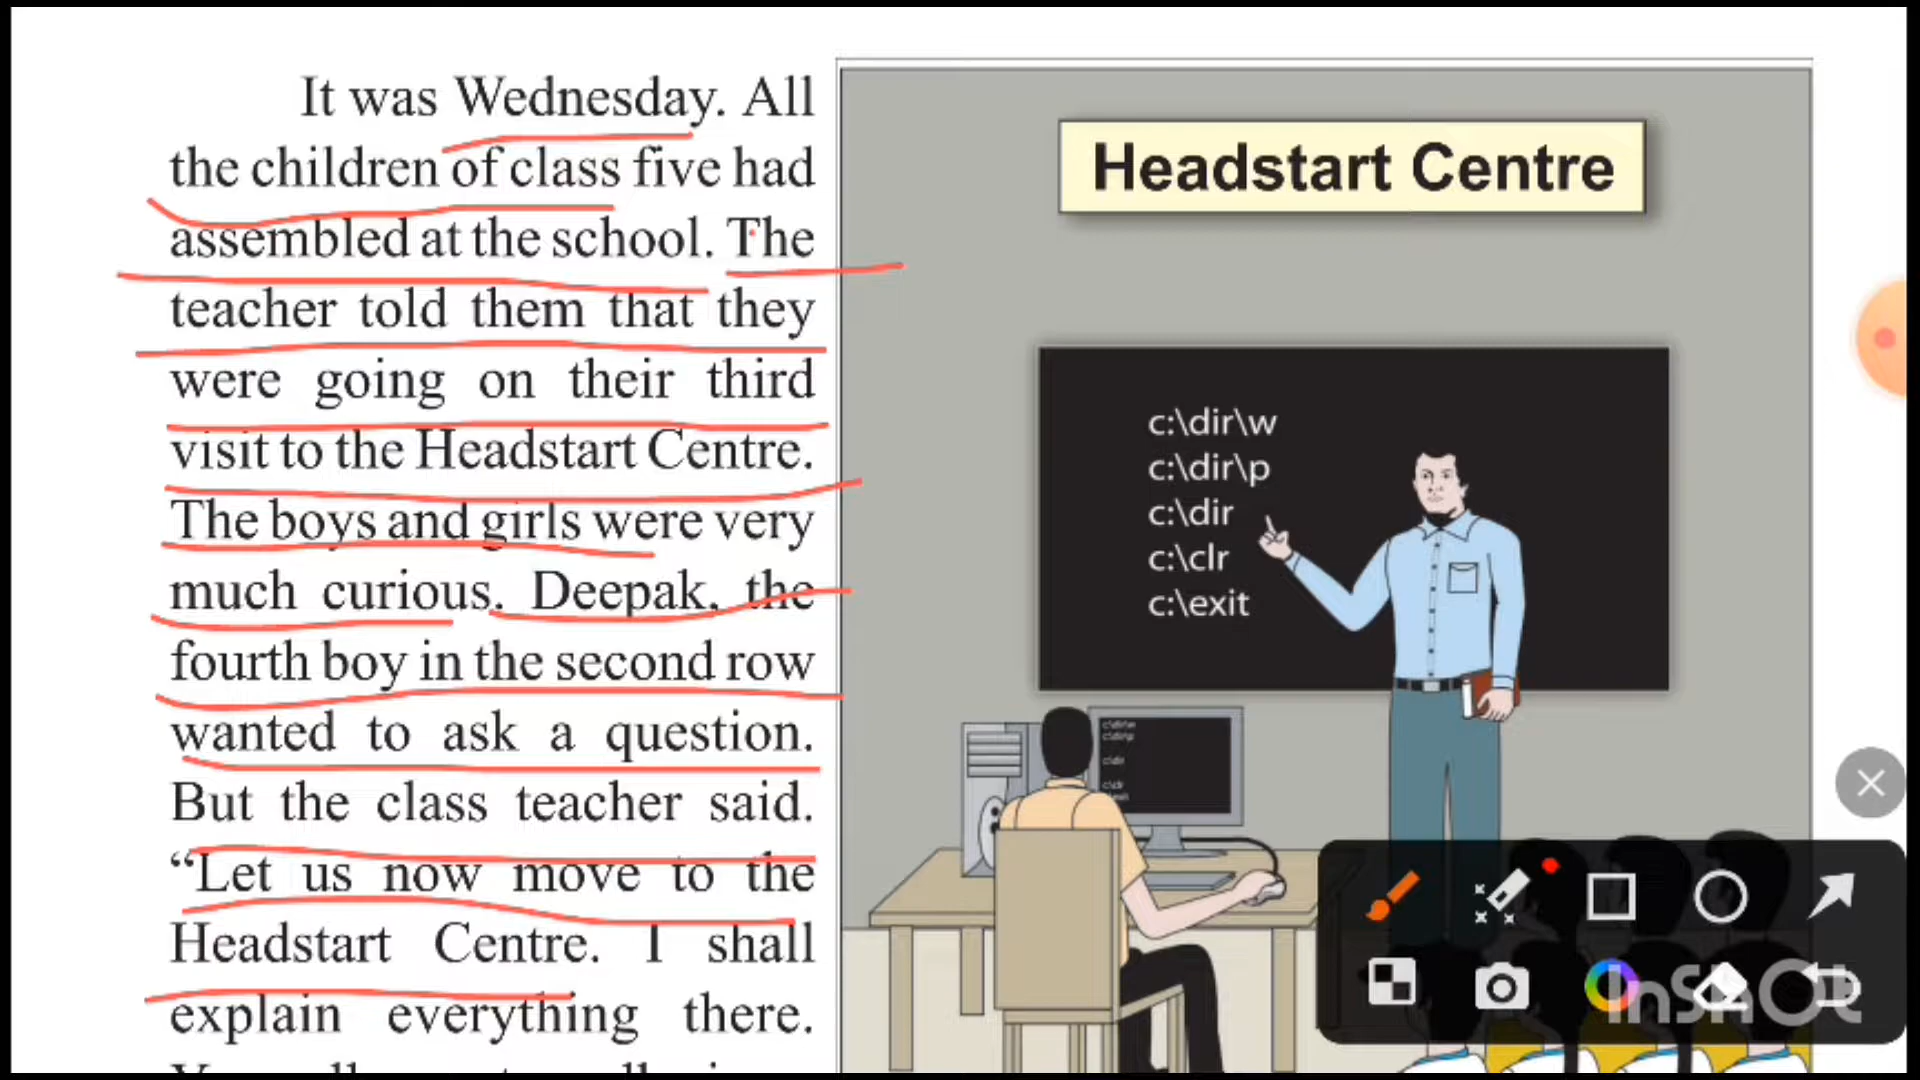 It was Wednesday. All
the children of class five had
assembled at the school. The
teacher told them that they
were going on their third
visit to the Headstart Centre.
The boys and girls were very
much curious. Deepak, the
fourth boy in the second row
wanted to ask a question.
But the class teacher said.
“Let us now move to the
Headstart Centre. I shall
explain everything there.
Headstart Centre
c:\dir\w
c:\dir\p
c:\dir
c:\clr
c:\exit
InShOt